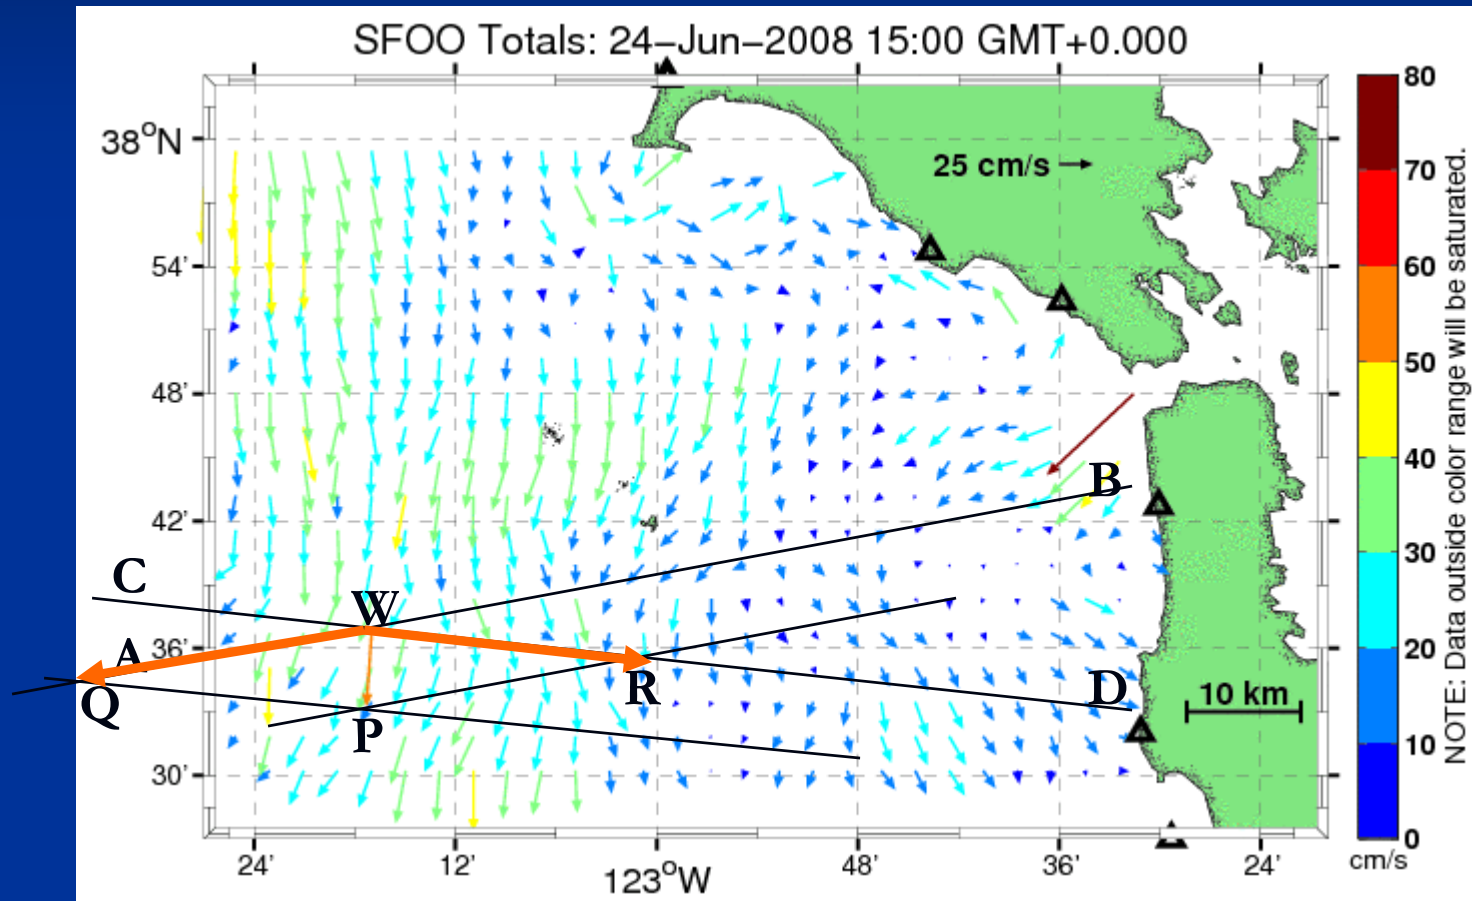 SFOO Totals: 24−Jun−2008 15:00 GMT+0.000
38°N
54'
48'
42'
36'
30'
24'
12'
123°W
48'
36'
24'
25 cm/s
10 km
C
W
A
Q
P
R
B
D
80
70
60
50
40
30
20
10
0
cm/s
NOTE: Data outside color range will be saturated.